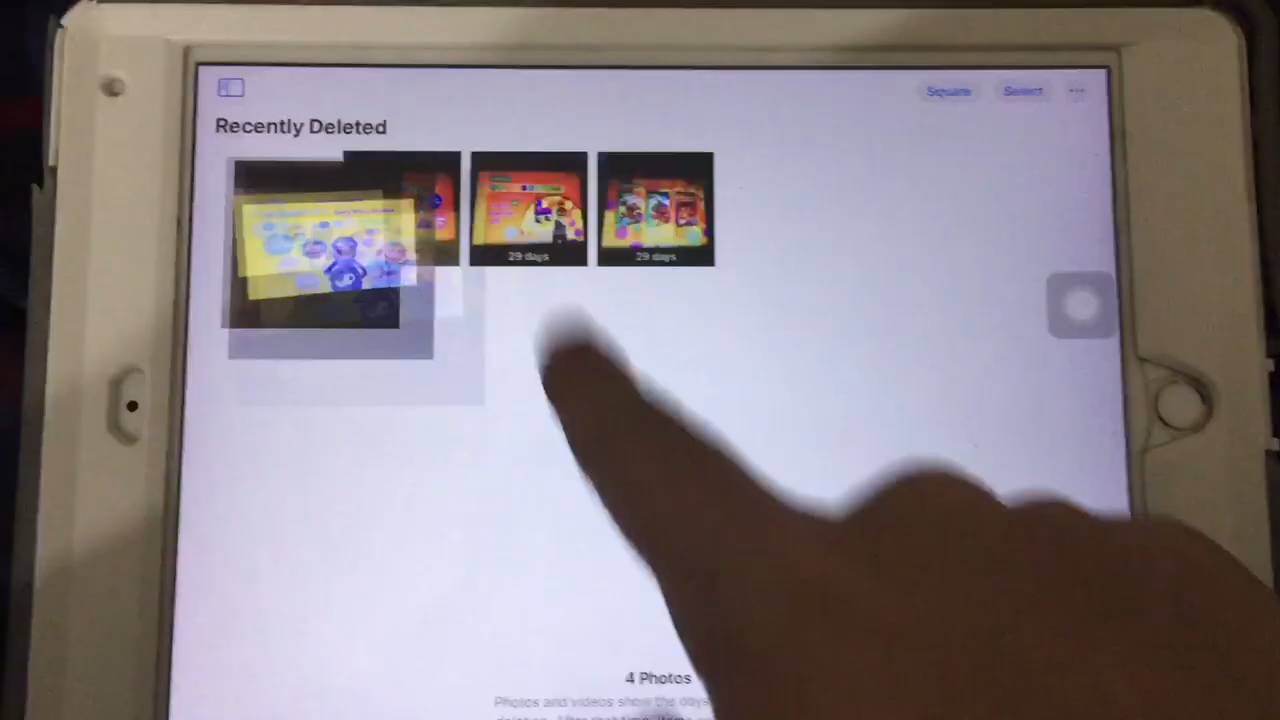 Square
Select
Recently Deleted
29 days
29 days
4 Photos
Photos and videos show the days